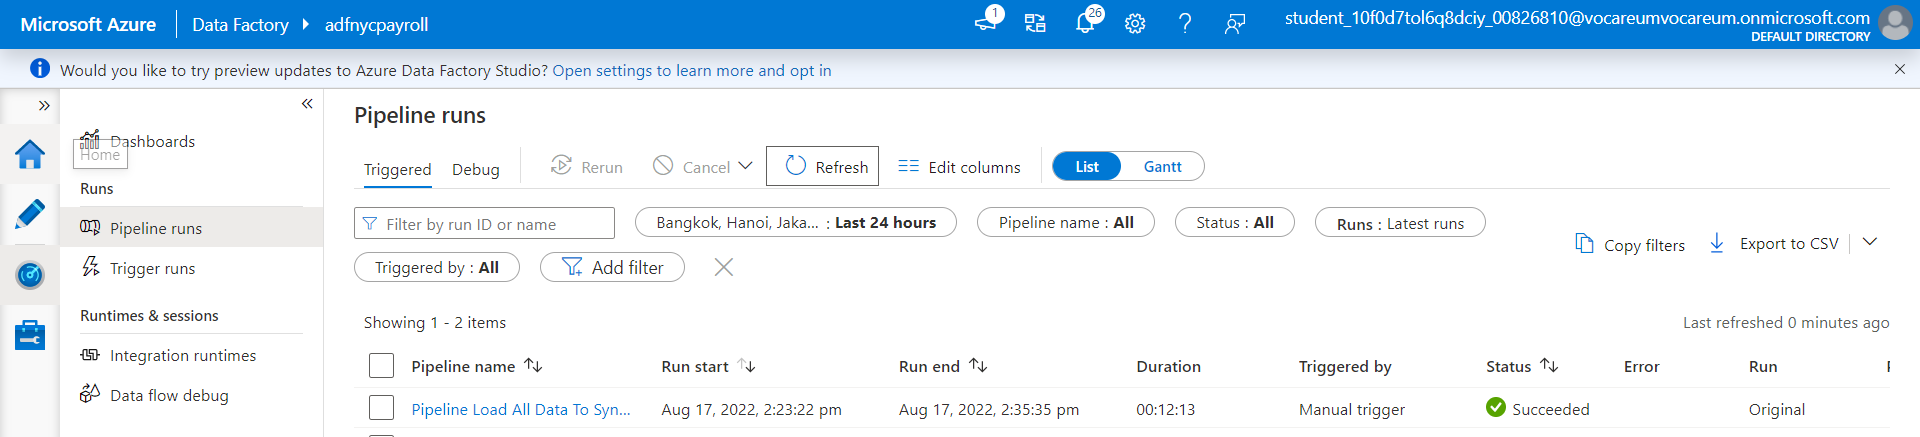 Microsoft Azure Data Factory adfnycpayroll 1 26 student_10f0d7tol6q8dciy_00826810@vocareumvocareum.onmicrosoft.com
DEFAULT DIRECTORY
Would you like to try preview updates to Azure Data Factory Studio? Open settings to learn more and opt in
Dashboards
Home
Runs
Pipeline runs
Trigger runs
Runtimes & sessions
Integration runtimes
Data flow debug
Pipeline runs
Triggered Debug Rerun Cancel Refresh Edit columns List Gantt
Filter by run ID or name Bangkok, Hanoi, Jaka... : Last 24 hours Pipeline name : All Status : All Runs : Latest runs
Triggered by : All Add filter
Copy filters Export to CSV
Showing 1 - 2 items Last refreshed 0 minutes ago
Pipeline name Run start Run end Duration Triggered by Status Error Run
Pipeline Load All Data To Syn... Aug 17, 2022, 2:23:22 pm Aug 17, 2022, 2:35:35 pm 00:12:13 Manual trigger Succeeded Original